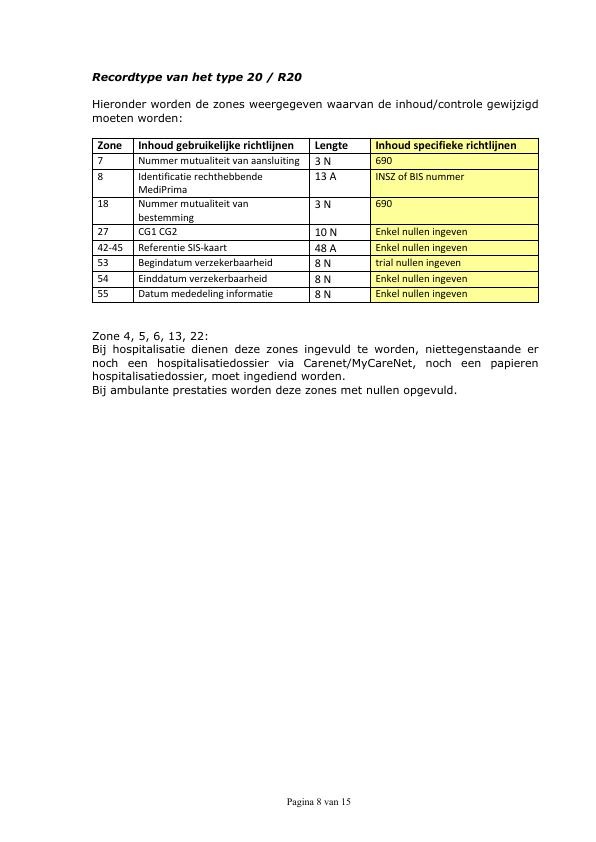 Recordtype van het type 20 / R20
Hieronder worden de zones weergegeven waarvan de inhoud/controle gewijzigd
moeten worden:
Zone Inhoud gebruikelijke richtlijnen Lengte Inhoud specifieke richtlijnen
7 Nummer mutualiteit van aansluiting 3 N 690
8 Identificatie rechthebbende 13 A INSZ of BIS nummer
MediPrima
18 Nummer mutualiteit van 3 N 690
bestemming
27 CG1 CG2 10 N Enkel nullen ingeven
42-45 Referentie SIS-kaart 48 A Enkel nullen ingeven
53 Begindatum verzekerbaarheid 8 N trial nullen ingeven
54 Einddatum verzekerbaarheid 8 N Enkel nullen ingeven
55 Datum mededeling informatie 8 N Enkel nullen ingeven
Zone 4, 5, 6, 13, 22:
Bij hospitalisatie dienen deze zones ingevuld te worden, niettegenstaande er
noch een hospitalisatiedossier via Carenet/MyCareNet, noch een papieren
hospitalisatiedossier, moet ingediend worden.
Bij ambulante prestaties worden deze zones met nullen opgevuld.
Pagina 8 van 15